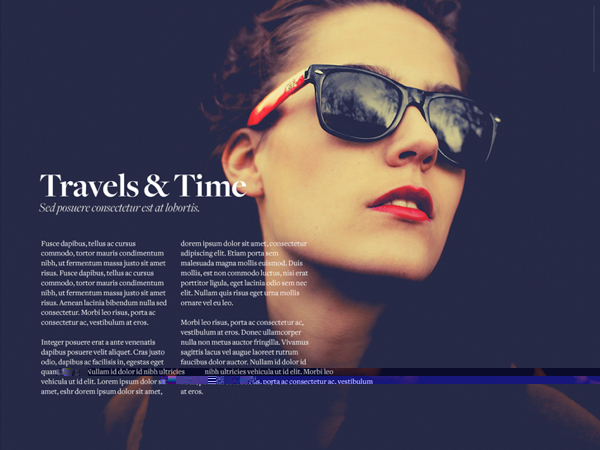 Travels & Time
Sed posuere consectetur est at lobortis.
Fusce dapibus, tellus ac cursus
commodo, tortor mauris condimentum
nibh, ut fermentum massa justo sit amet
risus. Fusce dapibus, tellus ac cursus
commodo, tortor mauris condimentum
nibh, ut fermentum massa justo sit amet
risus. Aenean lacinia bibendum nulla sed
consectetur. Morbi leo risus, porta ac
consectetur ac, vestibulum at eros.
Integer posuere erat a ante venenatis
dapibus posuere velit aliquet. Cras justo
odio, dapibus ac facilisis in, egestas eget
quam. Nullam id dolor id nibh ultricies
vehicula ut id elit. Lorem ipsum dolor sit
amet, eshr dorem ipsum dolor sit amet,
dorem ipsum dolor sit amet, consectetur
adipiscing elit. Etiam porta sem
malesuada magna mollis euismod. Duis
mollis, est non commodo luctus, nisi erat
porttitor ligula, eget lacinia odio sem nec
elit. Nullam quis risus eget urna mollis
ornare vel eu leo.
Morbi leo risus, porta ac consectetur ac,
vestibulum at eros. Donec ullamcorper
nulla non metus auctor fringilla. Vivamus
sagittis lacus vel augue laoreet rutrum
faucibus dolor auctor. Nullam id dolor id
nibh ultricies vehicula ut id elit. Morbi leo
porta ac consectetur ac, vestibulum
at eros.